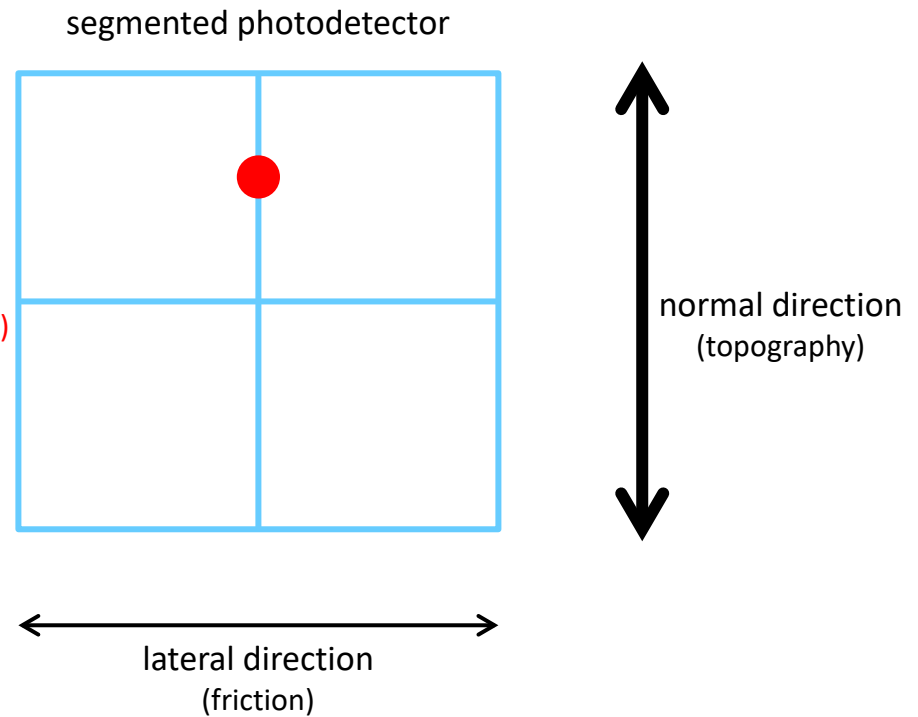 segmented photodetector
)
normal direction
(topography)
lateral direction
(friction)